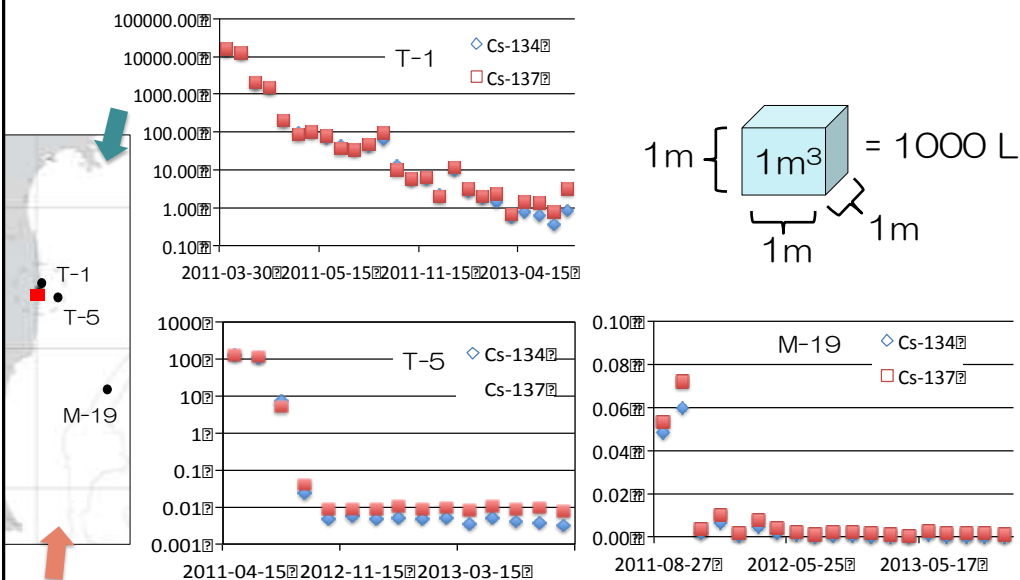 100000.00
10000.00
1000.00
100.00
10.00
1.00
0.10
T-1
Cs-134
Cs-137
2011-03-30 2011-05-15 2011-11-15 2013-04-15
T-1
T-5
M-19
1m
1m³
= 1000 L
1m
1m
1000
100
10
1
0.1
0.01
0.001
T-5
Cs-134
Cs-137
2011-04-15 2012-11-15 2013-03-15
0.10
0.08
0.06
0.04
0.02
0.00
M-19
Cs-134
Cs-137
2011-08-27 2012-05-25 2013-05-17